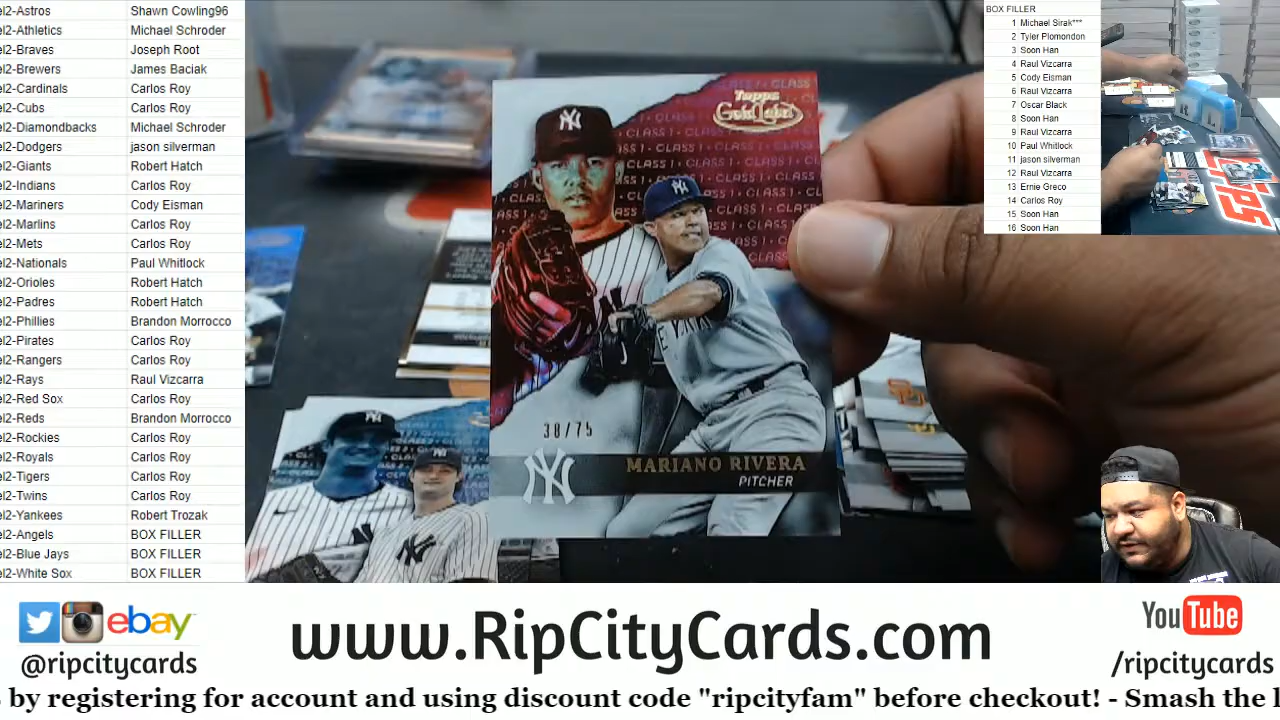 el2-Astros Shawn Cowling96
el2-Athletics Michael Schroder
el2-Braves Joseph Root
el2-Brewers James Baciak
el2-Cardinals Carlos Roy
el2-Cubs Carlos Roy
el2-Diamondbacks Michael Schroder
el2-Dodgers jason silverman
el2-Giants Robert Hatch
el2-Indians Carlos Roy
el2-Mariners Cody Eisman
el2-Marlins Carlos Roy
el2-Mets Carlos Roy
el2-Nationals Paul Whitlock
el2-Orioles Robert Hatch
el2-Padres Robert Hatch
el2-Phillies Brandon Morrocco
el2-Pirates Carlos Roy
el2-Rangers Carlos Roy
el2-Rays Raul Vizcarra
el2-Red Sox Carlos Roy
el2-Reds Brandon Morrocco
el2-Rockies Carlos Roy
el2-Royals Carlos Roy
el2-Tigers Carlos Roy
el2-Twins Carlos Roy
el2-Yankees Robert Trozak
el2-Angels BOX FILLER
el2-Blue Jays BOX FILLER
el2-White Sox BOX FILLER
Topps
Gold Label
CLASS 1
NY
38/75
MARIANO RIVERA
PITCHER
BOX FILLER
1 Michael Sirak***
2 Tyler Plomondon
3 Soon Han
4 Raul Vizcarra
5 Cody Eisman
6 Raul Vizcarra
7 Oscar Black
8 Soon Han
9 Raul Vizcarra
10 Paul Whitlock
11 jason silverman
12 Raul Vizcarra
13 Ernie Greco
14 Carlos Roy
15 Soon Han
16 Soon Han
ebay
@ripcitycards
www.RipCityCards.com
YouTube
/ripcitycards
by registering for account and using discount code "ripcityfam" before checkout! - Smash the l